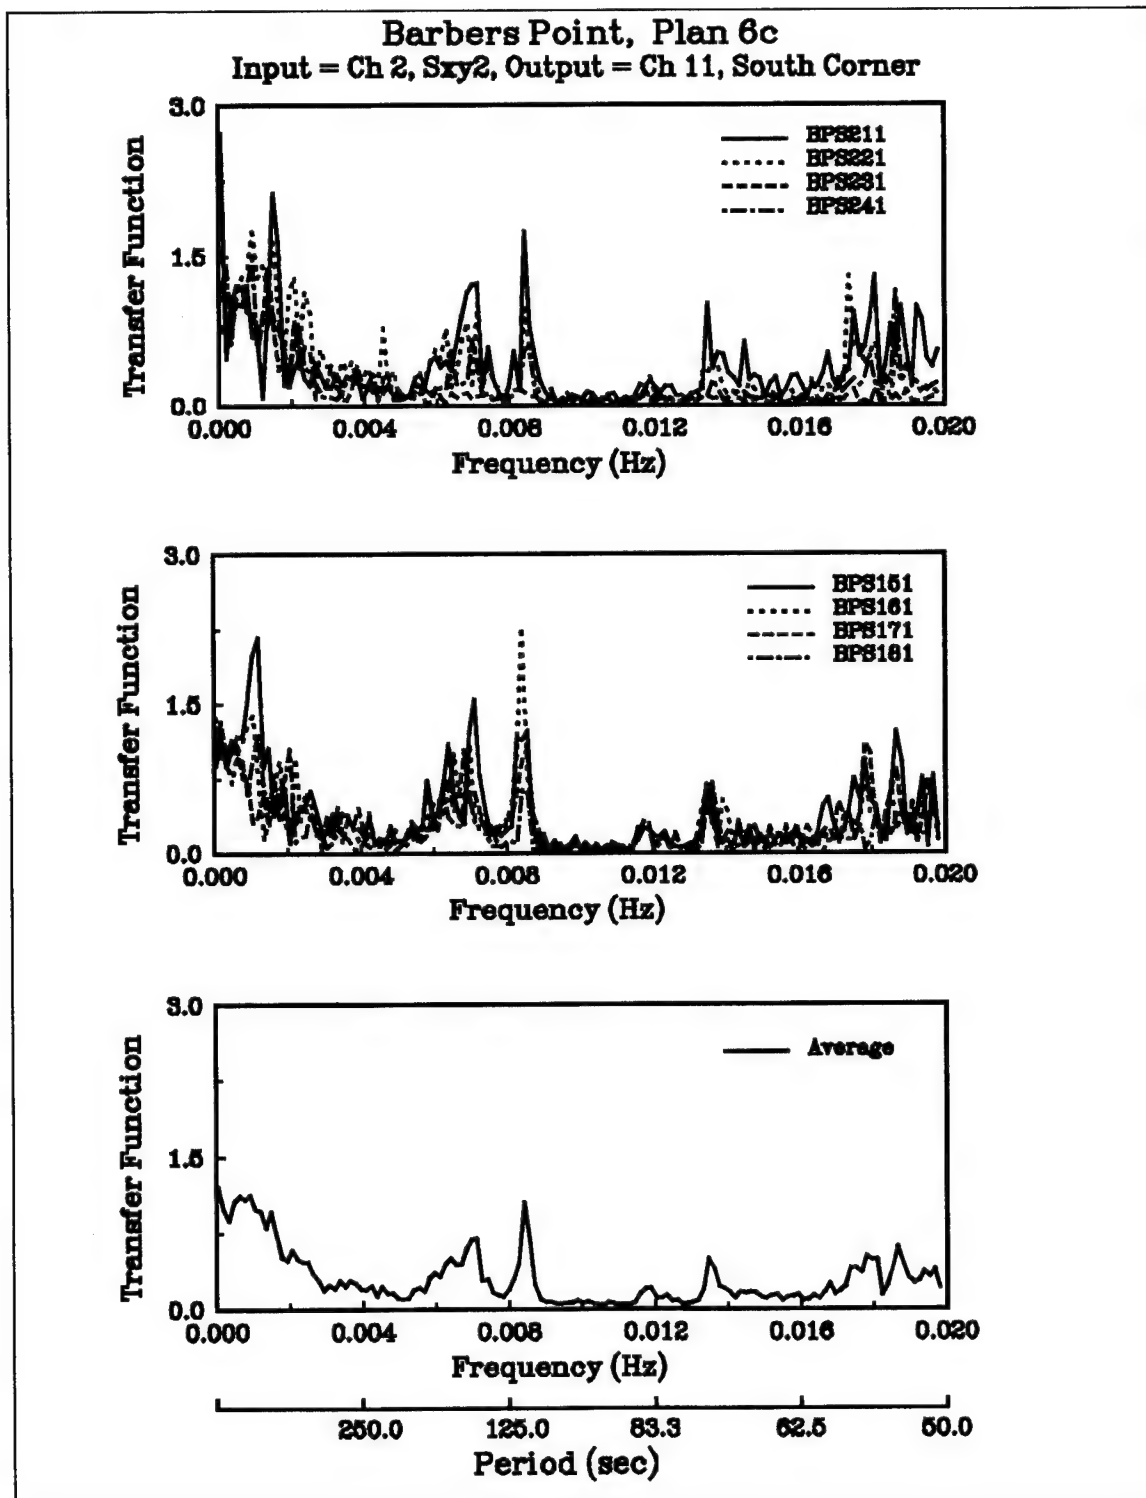 Barbers Point, Plan 6c
Input = Ch 2, Sxy2, Output = Ch 11, South Corner
Transfer Function
3.0
1.5
0.0
BPS211
BPS221
BPS231
BPS241
0.000 0.004 0.008 0.012 0.016 0.020
Frequency (Hz)
Transfer Function
3.0
1.5
0.0
BPS151
BPS161
BPS171
BPS181
0.000 0.004 0.008 0.012 0.016 0.020
Frequency (Hz)
Transfer Function
3.0
1.5
0.0
Average
0.000 0.004 0.008 0.012 0.016 0.020
Frequency (Hz)
250.0 125.0 83.3 62.5 50.0
Period (sec)